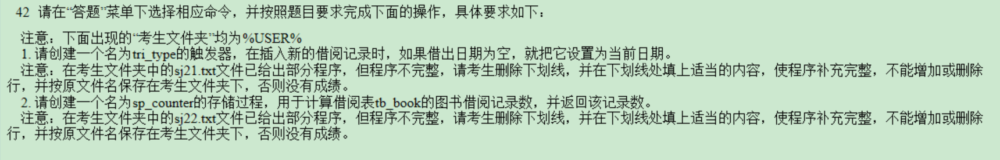 42 请在“答题”菜单下选择相应命令，并按照题目要求完成下面的操作，具体要求如下：
注意：下面出现的“考生文件夹”均为%USER%
1. 请创建一个名为tri_type的触发器，在插入新的借阅记录时，如果借出日期为空，就把它设置为当前日期。
注意：在考生文件夹中的sj21.txt文件已给出部分程序，但程序不完整，请考生删除下划线，并在下划线处填上适当的内容，使程序补充完整，不能增加或删除
行，并按原文件名保存在考生文件夹下，否则没有成绩。
2. 请创建一个名为sp_counter的存储过程，用于计算借阅表tb_book的图书借阅记录数，并返回该记录数。
注意：在考生文件夹中的sj22.txt文件已给出部分程序，但程序不完整，请考生删除下划线，并在下划线处填上适当的内容，使程序补充完整，不能增加或删除
行，并按原文件名保存在考生文件夹下，否则没有成绩。